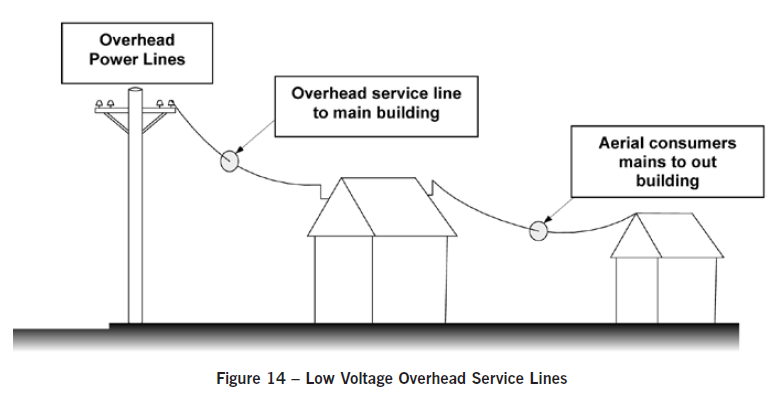 Overhead
Power Lines
Overhead service line
to main building
Aerial consumers
mains to out
building
Figure 14 – Low Voltage Overhead Service Lines